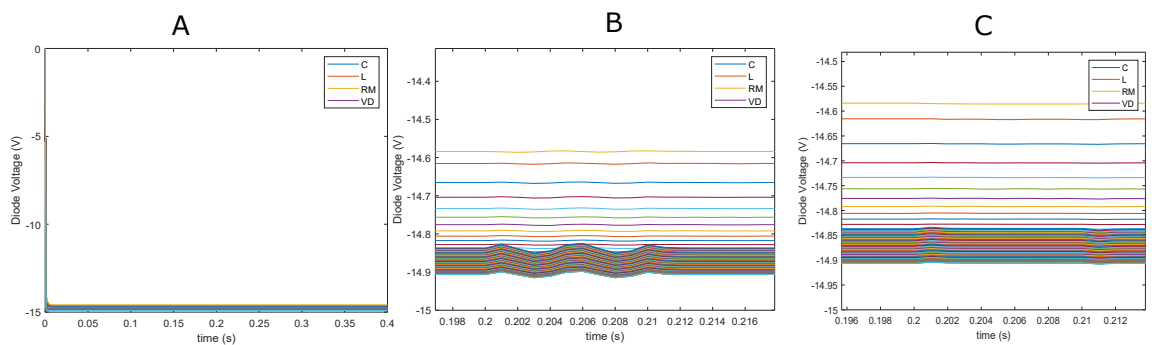 A
B
C
0
-5
-10
-15
Diode Voltage (V)
0
0.05
0.1
0.15
0.2
0.25
0.3
0.35
0.4
time (s)
C
L
RM
VD
-14.4
-14.5
-14.6
-14.7
-14.8
-14.9
-15
Diode Voltage (V)
0.198
0.2
0.202
0.204
0.206
0.208
0.21
0.212
0.214
0.216
time (s)
C
L
RM
VD
-14.5
-14.55
-14.6
-14.65
-14.7
-14.75
-14.8
-14.85
-14.9
-14.95
-15
Diode Voltage (V)
0.196
0.198
0.2
0.202
0.204
0.206
0.208
0.21
0.212
time (s)
C
L
RM
VD